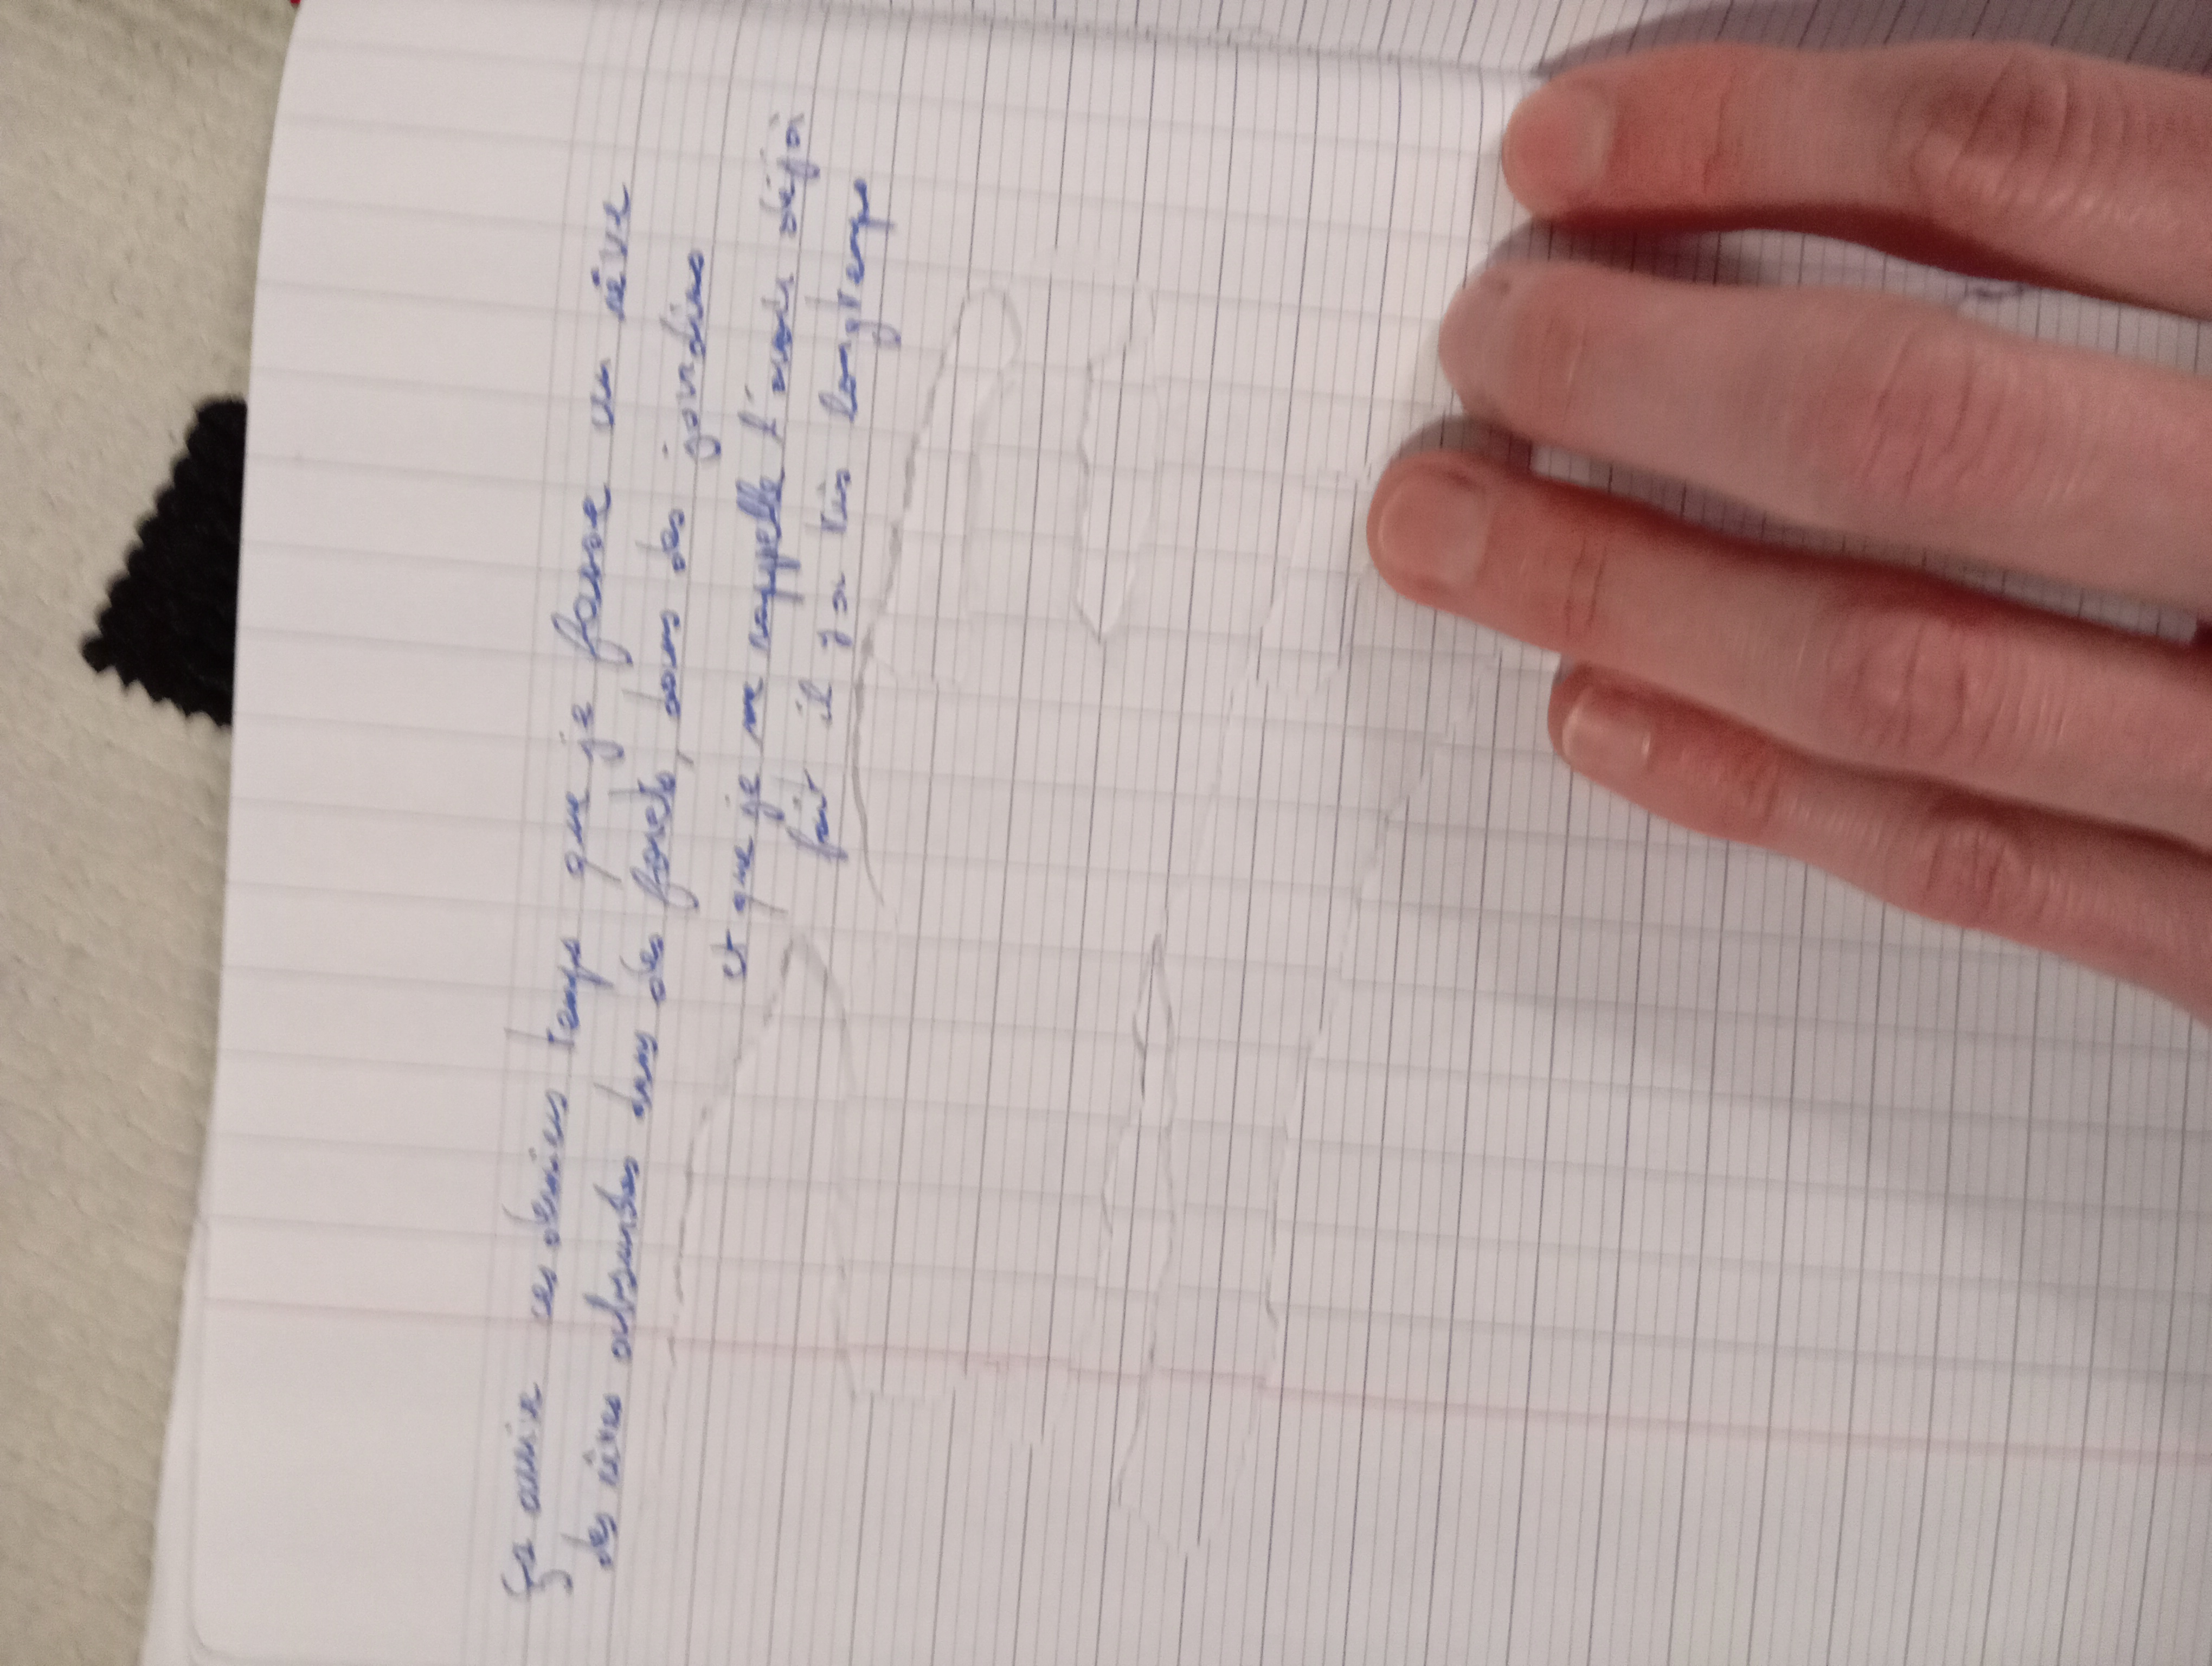 ça arrive ces derniers temps que je fasse un rêve
des rêves absurdes dans des forêts, dans des jardins
et que je me rappelle l'avoir déjà
fait il y a très longtemps